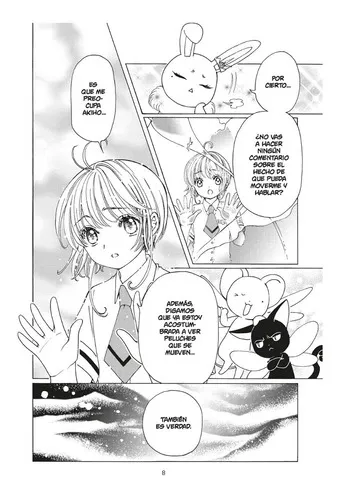 POR
CIERTO...
¿NO VAS
A HACER
NINGÚN
COMENTARIO
SOBRE EL
HECHO DE
QUE PUEDA
MOVERME Y
HABLAR?
ES
QUE ME
PREO-
CUPA
AKIHO...
ADEMÁS,
DIGAMOS
QUE YA ESTOY
ACOSTUM-
BRADA A VER
PELUCHES
QUE SE
MUEVEN...
TAMBIÉN
ES VERDAD.
8